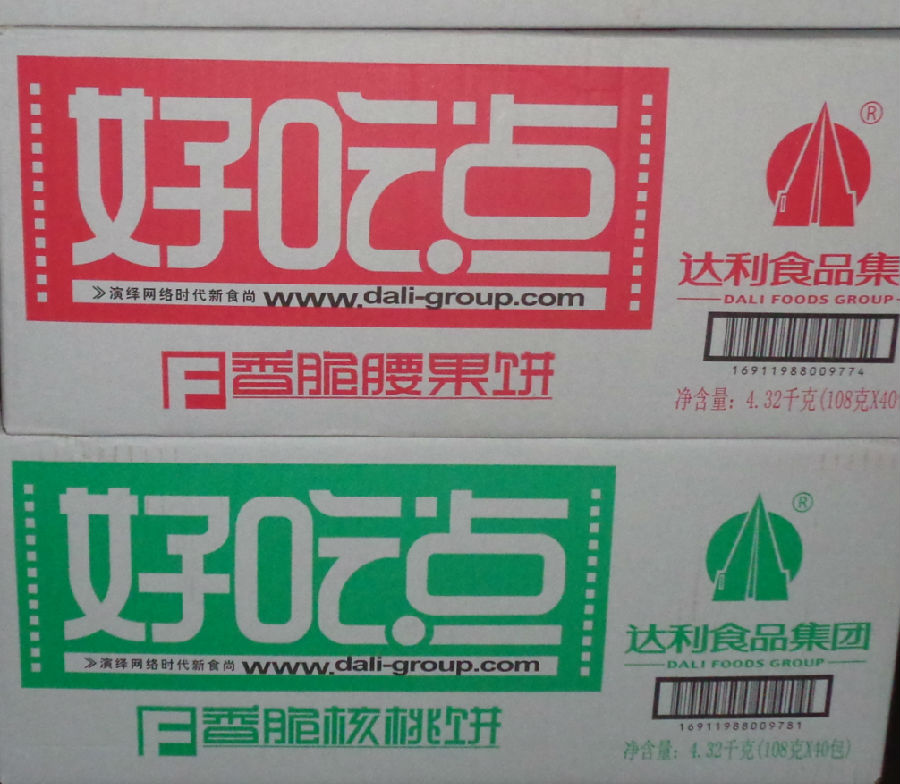 好吃点
演绎网络时代新食尚 www.dali-group.com
香脆腰果饼
®
达利食品集
DALI FOODS GROUP
16911988009774
净含量: 4.32千克(108克X40
好吃点
演绎网络时代新食尚 www.dali-group.com
香脆核桃饼
®
达利食品集团
DALI FOODS GROUP
16911988009781
净含量: 4.32千克(108克X40包)